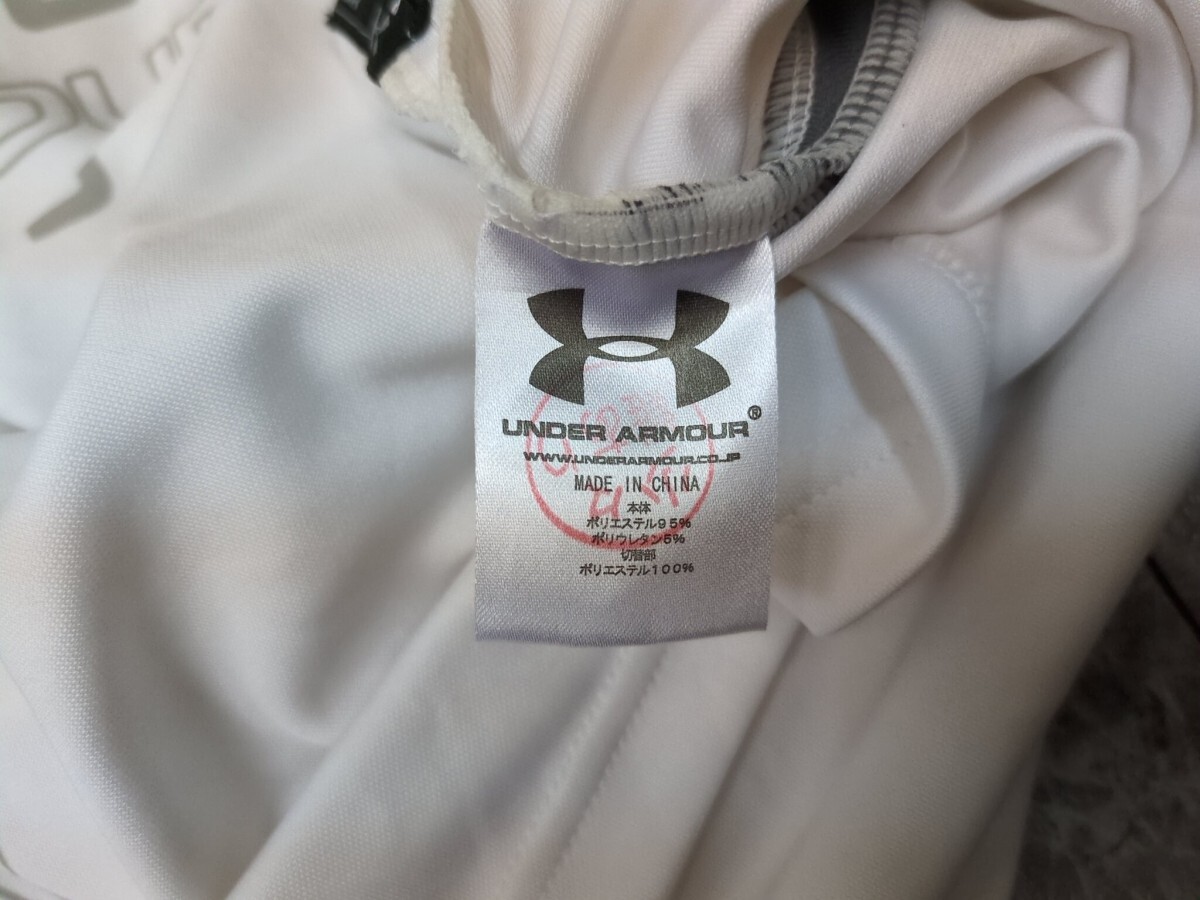 UNDER ARMOUR®
WWW.UNDERARMOUR.CO.JP
MADE IN CHINA
本体
ポリエステル95%
ポリウレタン5%
切替部
ポリエステル100%